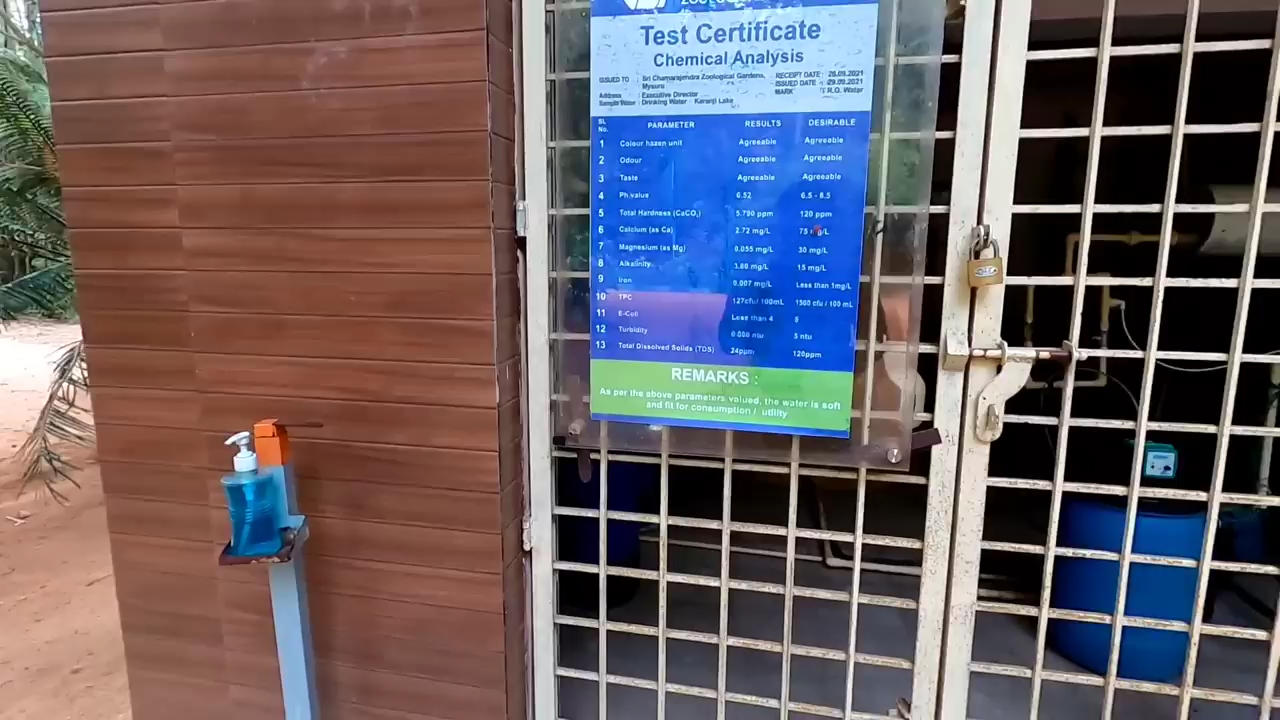 Test Certificate
Chemical Analysis
ISSUED TO : Sri Chamarajendra Zoological Gardens, Mysuru
RECEIPT DATE : 26.09.2021
ISSUED DATE : 29.09.2021
MARK : R.O. Water
Address : Executive Director
Sample Water : Drinking Water - Karanji Lake
SL No. PARAMETER RESULTS DESIRABLE
1 Colour hazen unit Agreeable Agreeable
2 Odour Agreeable Agreeable
3 Taste Agreeable Agreeable
4 Ph value 6.52 6.5 - 8.5
5 Total Hardness (CaCO₃) 5.790 ppm 120 ppm
6 Calcium (as Ca) 2.72 mg/L 75 mg/L
7 Magnesium (as Mg) 0.055 mg/L 30 mg/L
8 Alkalinity 3.80 mg/L 15 mg/L
9 Iron 0.007 mg/L Less than 1mg/L
10 TPC 127cfu/ 100mL 1500 cfu / 100 mL
11 E-Coli Less than 4
12 Turbidity 0.000 ntu 5 ntu
13 Total Dissolved Solids (TDS) 24ppm 120ppm
REMARKS :
As per the above parameters valued, the water is soft
and fit for consumption / utility